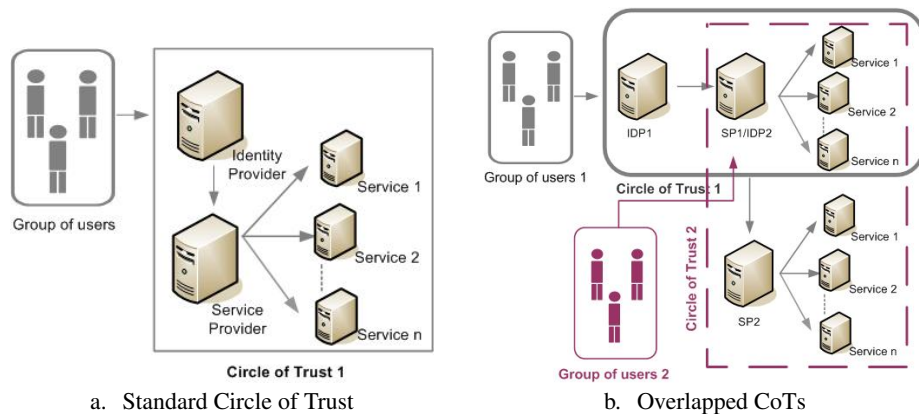 Group of users
Identity
Provider
Service 1
Service 2
Service
Provider
Service n
Circle of Trust 1
a. Standard Circle of Trust
Group of users 1
IDP1
SP1/IDP2
Service 1
Service 2
Service n
Circle of Trust 1
Circle of Trust 2
Service 1
Service 2
SP2
Service n
Group of users 2
b. Overlapped CoTs